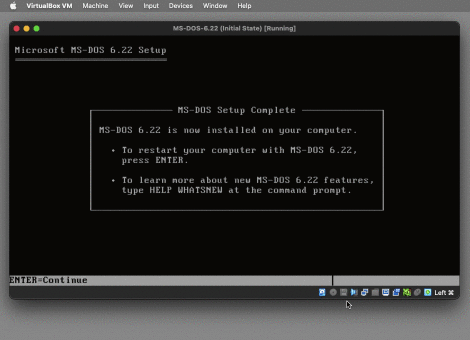 VirtualBox VM Machine View Input Devices Window Help
MS-DOS-6.22 (Initial State) [Running]
Microsoft MS-DOS 6.22 Setup
MS-DOS Setup Complete
MS-DOS 6.22 is now installed on your computer.
• To restart your computer with MS-DOS 6.22,
press ENTER.
• To learn more about new MS-DOS 6.22 features,
type HELP WHATSNEW at the command prompt.
ENTER=Continue
Left ⌘